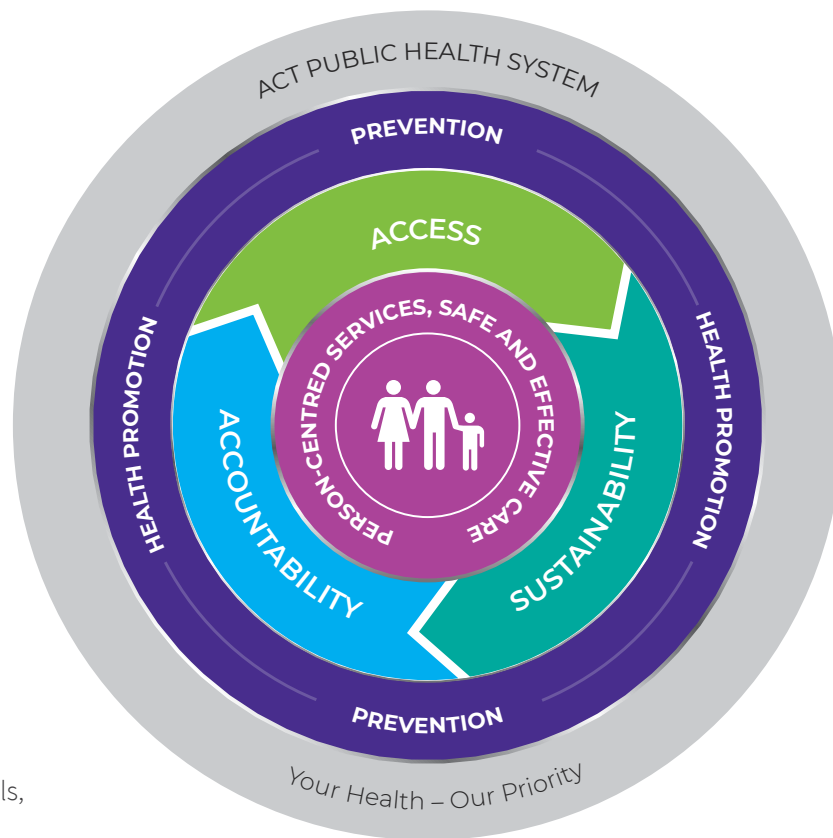 ACT PUBLIC HEALTH SYSTEM
PREVENTION
ACCESS
PERSON-CENTRED SERVICES, SAFE AND EFFECTIVE CARE
HEALTH PROMOTION
HEALTH PROMOTION
ACCOUNTABILITY
SUSTAINABILITY
PREVENTION
Your Health – Our Priority
ls,